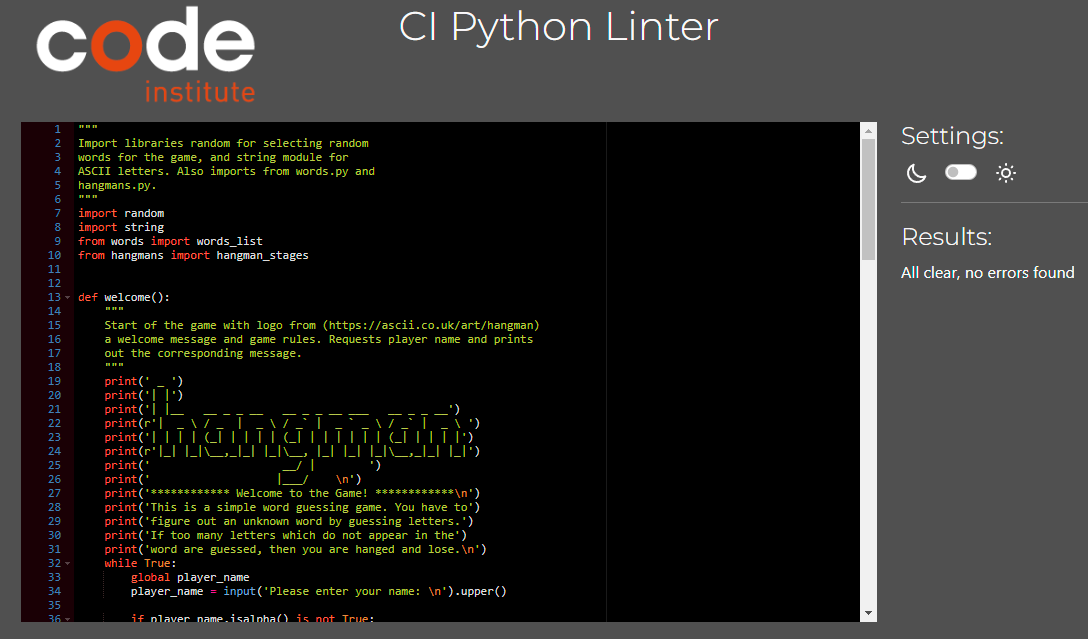 code
institute
CI Python Linter
1 """
2 Import libraries random for selecting random
3 words for the game, and string module for
4 ASCII letters. Also imports from words.py and
5 hangmans.py.
6 """
7 import random
8 import string
9 from words import words_list
10 from hangmans import hangman_stages
11
12
13 def welcome():
14     """
15     Start of the game with logo from (https://ascii.co.uk/art/hangman)
16     a welcome message and game rules. Requests player name and prints
17     out the corresponding message.
18     """
19     print(' _ ')
20     print('| |')
21     print('| |__   __ _ _ __   __ _ _ __ ___   __ _ _ __')
22     print(r'|  _ \ / _  |  _ \ / _` |  _ ` _ \ / _` |  _ \ ')
23     print('| | | | (_| | | | | (_| | | | | | | (_| | | | |')
24     print(r'|_| |_|\__,_|_| |_|\__, |_| |_| |_|\__,_|_| |_|')
25     print('                    __/ |        ')
26     print('                   |___/    \n')
27     print('************ Welcome to the Game! ************\n')
28     print('This is a simple word guessing game. You have to')
29     print('figure out an unknown word by guessing letters.')
30     print('If too many letters which do not appear in the')
31     print('word are guessed, then you are hanged and lose.\n')
32     while True:
33         global player_name
34         player_name = input('Please enter your name: \n').upper()
35
36         if player_name.isalpha() is not True:
Settings:
Results:
All clear, no errors found